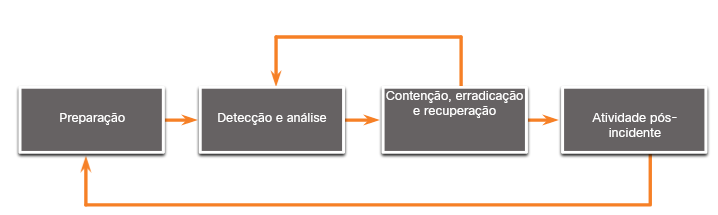 Preparação
Detecção e análise
Contenção, erradicação
e recuperação
Atividade pós-
incidente